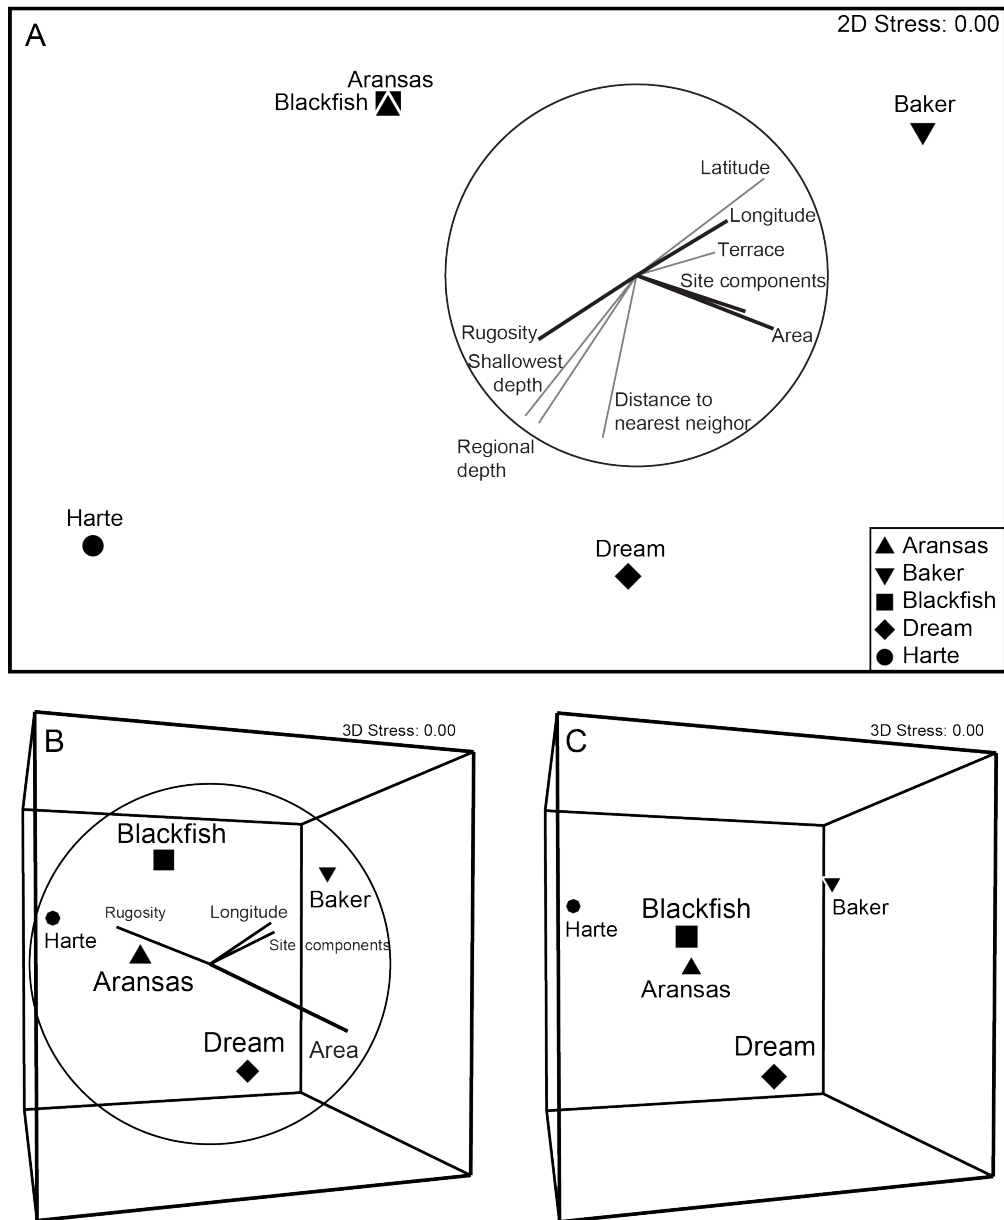 A
2D Stress: 0.00
Aransas
Blackfish
Baker
Latitude
Longitude
Terrace
Site components
Rugosity
Area
Shallowest
depth
Distance to
nearest neighor
Regional
depth
Harte
Dream
Aransas
Baker
Blackfish
Dream
Harte
B
3D Stress: 0.00
Blackfish
Baker
Rugosity
Longitude
Harte
Site components
Aransas
Dream
Area
C
3D Stress: 0.00
Baker
Blackfish
Harte
Aransas
Dream